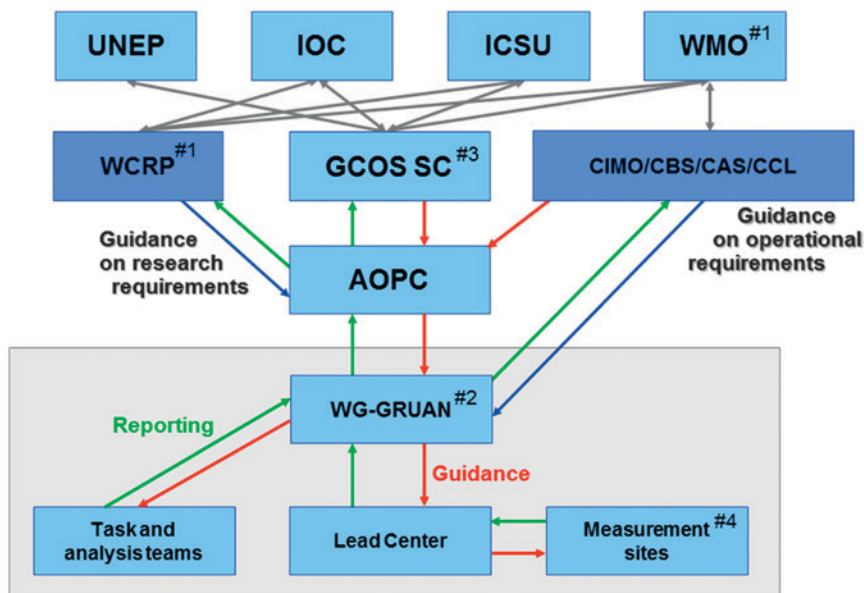 UNEP
IOC
ICSU
WMO #1
WCRP #1
GCOS SC #3
CIMO/CBS/CAS/CCL
Guidance
on research
requirements
Guidance
on operational
requirements
AOPC
WG-GRUAN #2
Reporting
Guidance
Task and
analysis teams
Lead Center
Measurement #4
sites